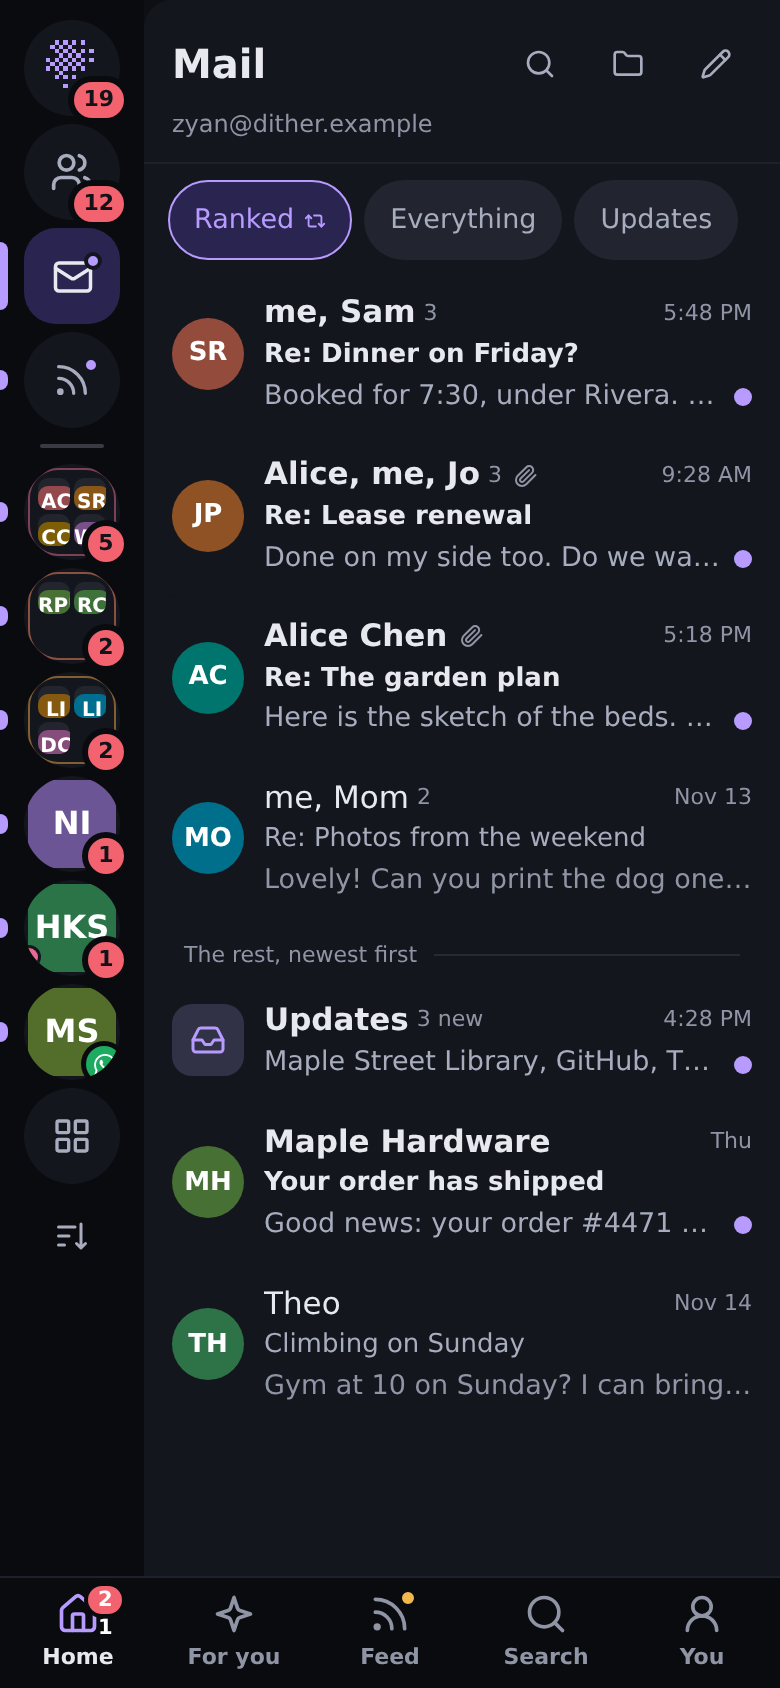 19
12
Mail
zyan@dither.example
Ranked
Everything
Updates
me, Sam 3
5:48 PM
SR
Re: Dinner on Friday?
Booked for 7:30, under Rivera. …
Alice, me, Jo 3
9:28 AM
JP
Re: Lease renewal
Done on my side too. Do we wa…
Alice Chen
5:18 PM
AC
Re: The garden plan
Here is the sketch of the beds. …
me, Mom 2
Nov 13
MO
Re: Photos from the weekend
Lovely! Can you print the dog one…
The rest, newest first
Updates 3 new
4:28 PM
Maple Street Library, GitHub, T…
Maple Hardware
Thu
MH
Your order has shipped
Good news: your order #4471 …
Theo
Nov 14
TH
Climbing on Sunday
Gym at 10 on Sunday? I can bring…
AC SR
CC
5
RP RC
2
LI LI
DC
2
NI
1
HKS
1
MS
2
1
Home
For you
Feed
Search
You